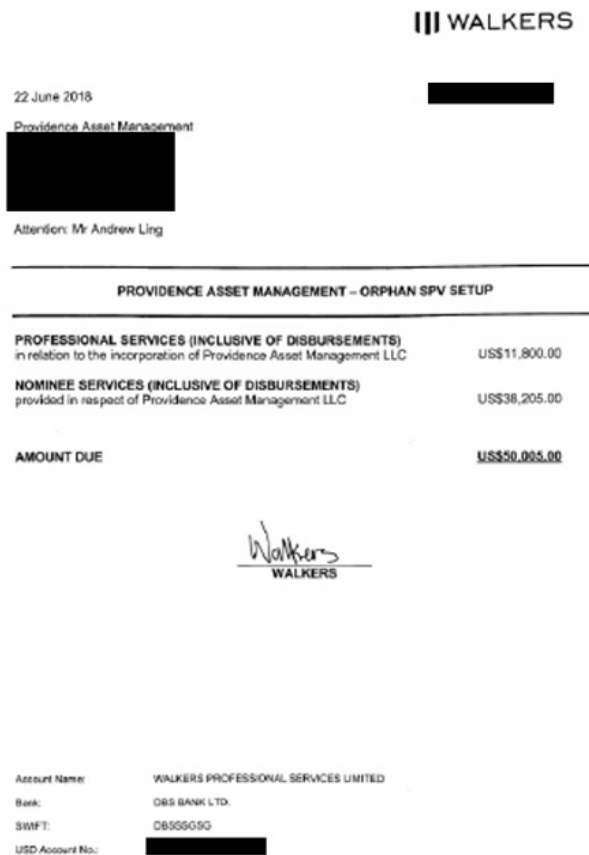 WALKERS
22 June 2018
Providence Asset Management
Attention: Mr Andrew Ling
PROVIDENCE ASSET MANAGEMENT – ORPHAN SPV SETUP
PROFESSIONAL SERVICES (INCLUSIVE OF DISBURSEMENTS)
in relation to the incorporation of Providence Asset Management LLC US$11,800.00
NOMINEE SERVICES (INCLUSIVE OF DISBURSEMENTS)
provided in respect of Providence Asset Management LLC US$38,205.00
AMOUNT DUE US$50,005.00
Walkers
WALKERS
Account Name: WALKERS PROFESSIONAL SERVICES LIMITED
Bank: DBS BANK LTD.
SWIFT: DBSSSGSG
USD Account No.: